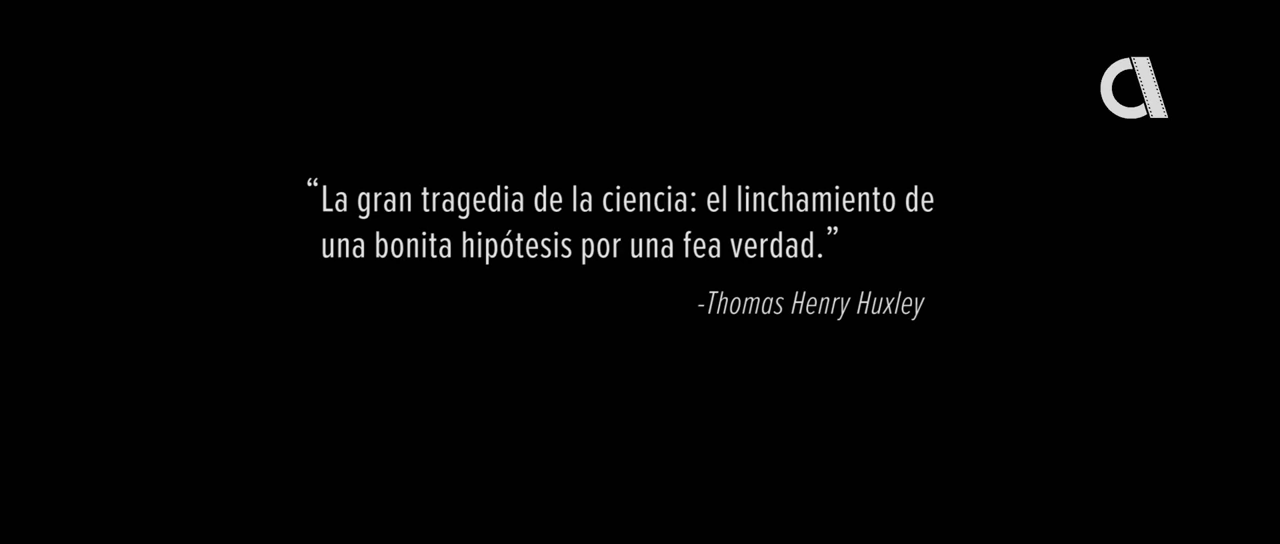 “La gran tragedia de la ciencia: el linchamiento de
una bonita hipótesis por una fea verdad.”
-Thomas Henry Huxley